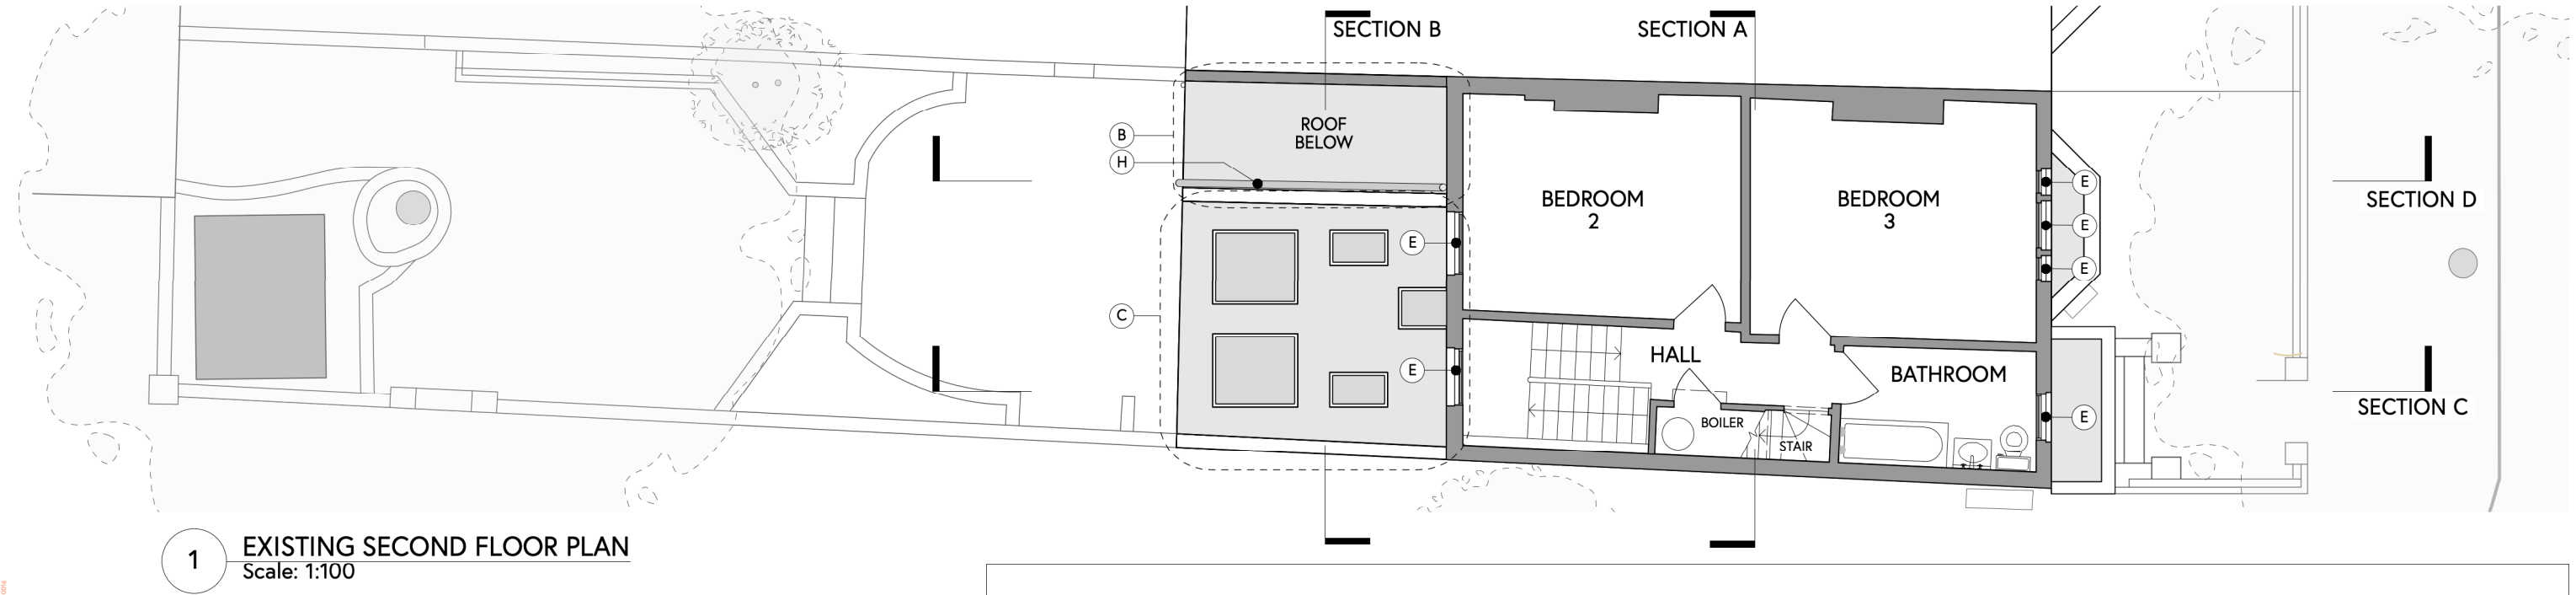 SECTION B
SECTION A
ROOF
BELOW
B
H
E
E
E
E
SECTION D
BEDROOM
2
BEDROOM
3
C
HALL
E
BATHROOM
BOILER
STAIR
E
SECTION C
1
EXISTING SECOND FLOOR PLAN
Scale: 1:100